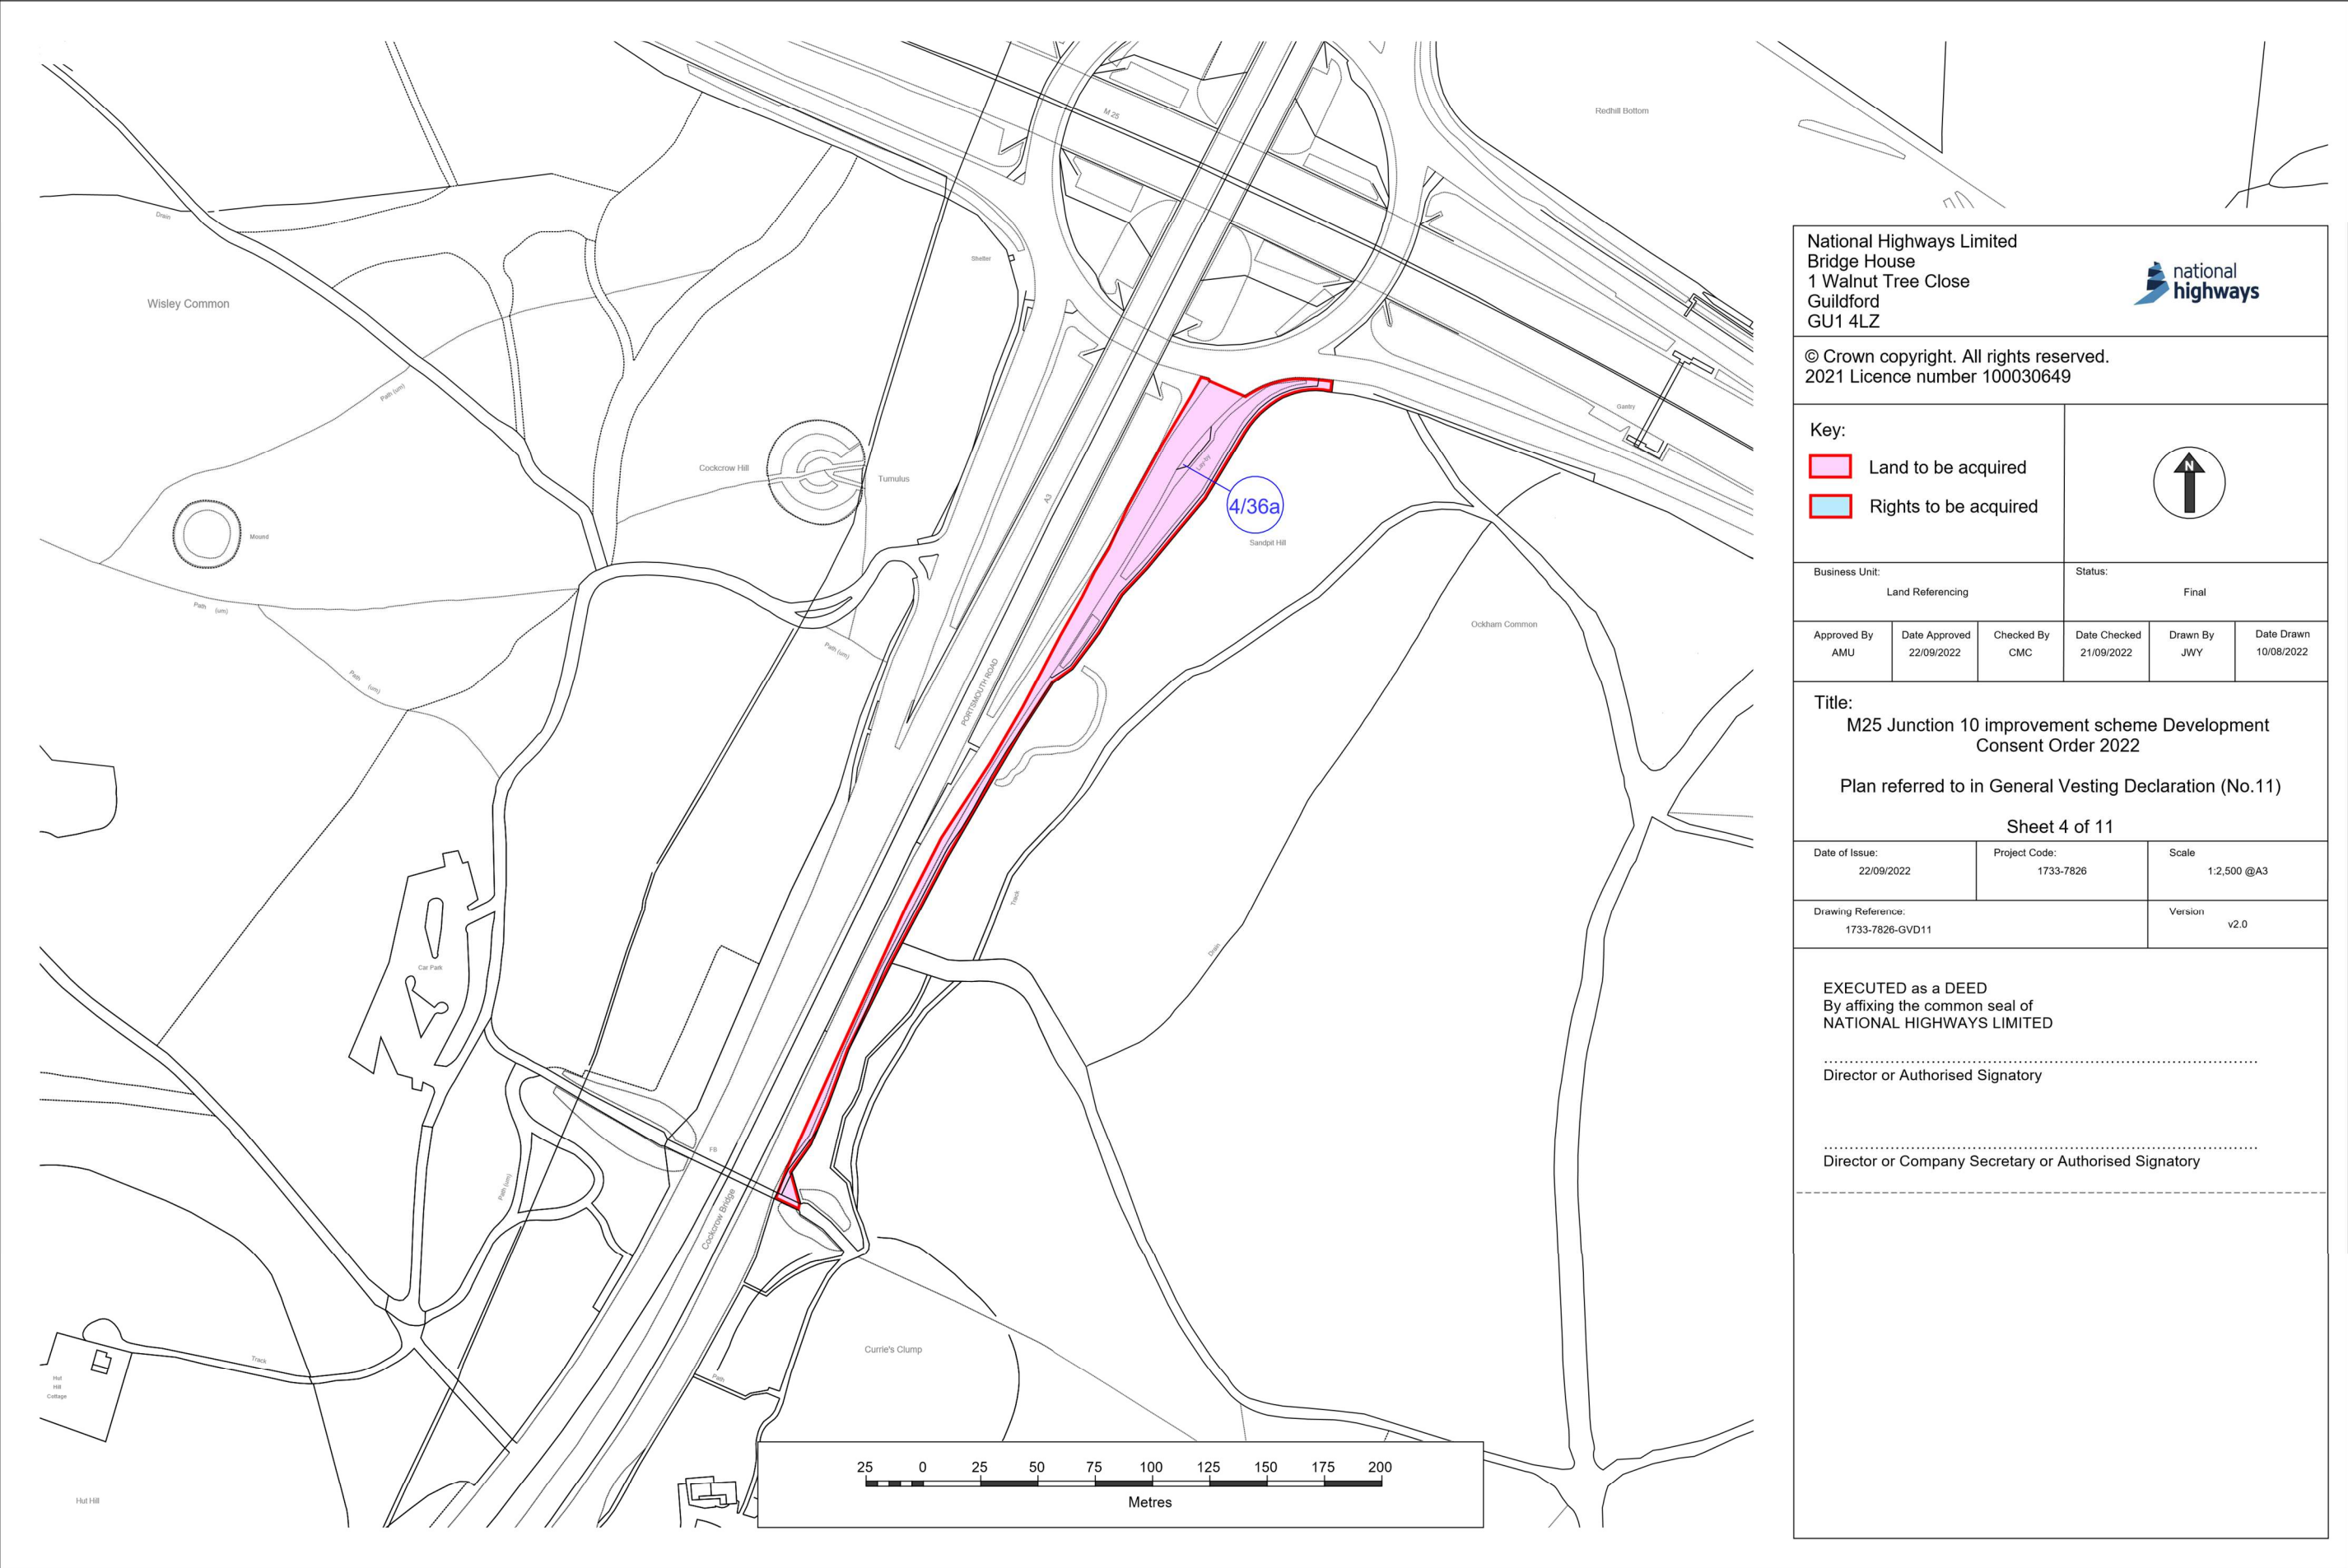 M 25
Redhill Bottom
Drain
Shelter
Wisley Common
Path (um)
Gantry
Cockcrow Hill
Tumulus
Lay-by
A3
4/36a
Mound
Sandpit Hill
Path (um)
Ockham Common
Path (um)
Path (um)
PORTSMOUTH ROAD
Track
Drain
Car Park
FB
Path (um)
Cockcrow Bridge
Currie's Clump
Track
Path
Hut
Hill
Cottage
Hut Hill
25 0 25 50 75 100 125 150 175 200
Metres
National Highways Limited
Bridge House
1 Walnut Tree Close
Guildford
GU1 4LZ
national
highways
© Crown copyright. All rights reserved.
2021 Licence number 100030649
Key:
Land to be acquired
Rights to be acquired
N
Business Unit:
Land Referencing
Status:
Final
Approved By
AMU
Date Approved
22/09/2022
Checked By
CMC
Date Checked
21/09/2022
Drawn By
JWY
Date Drawn
10/08/2022
Title:
M25 Junction 10 improvement scheme Development
Consent Order 2022
Plan referred to in General Vesting Declaration (No.11)
Sheet 4 of 11
Date of Issue:
22/09/2022
Project Code:
1733-7826
Scale
1:2,500 @A3
Drawing Reference:
1733-7826-GVD11
Version
v2.0
EXECUTED as a DEED
By affixing the common seal of
NATIONAL HIGHWAYS LIMITED
Director or Authorised Signatory
Director or Company Secretary or Authorised Signatory